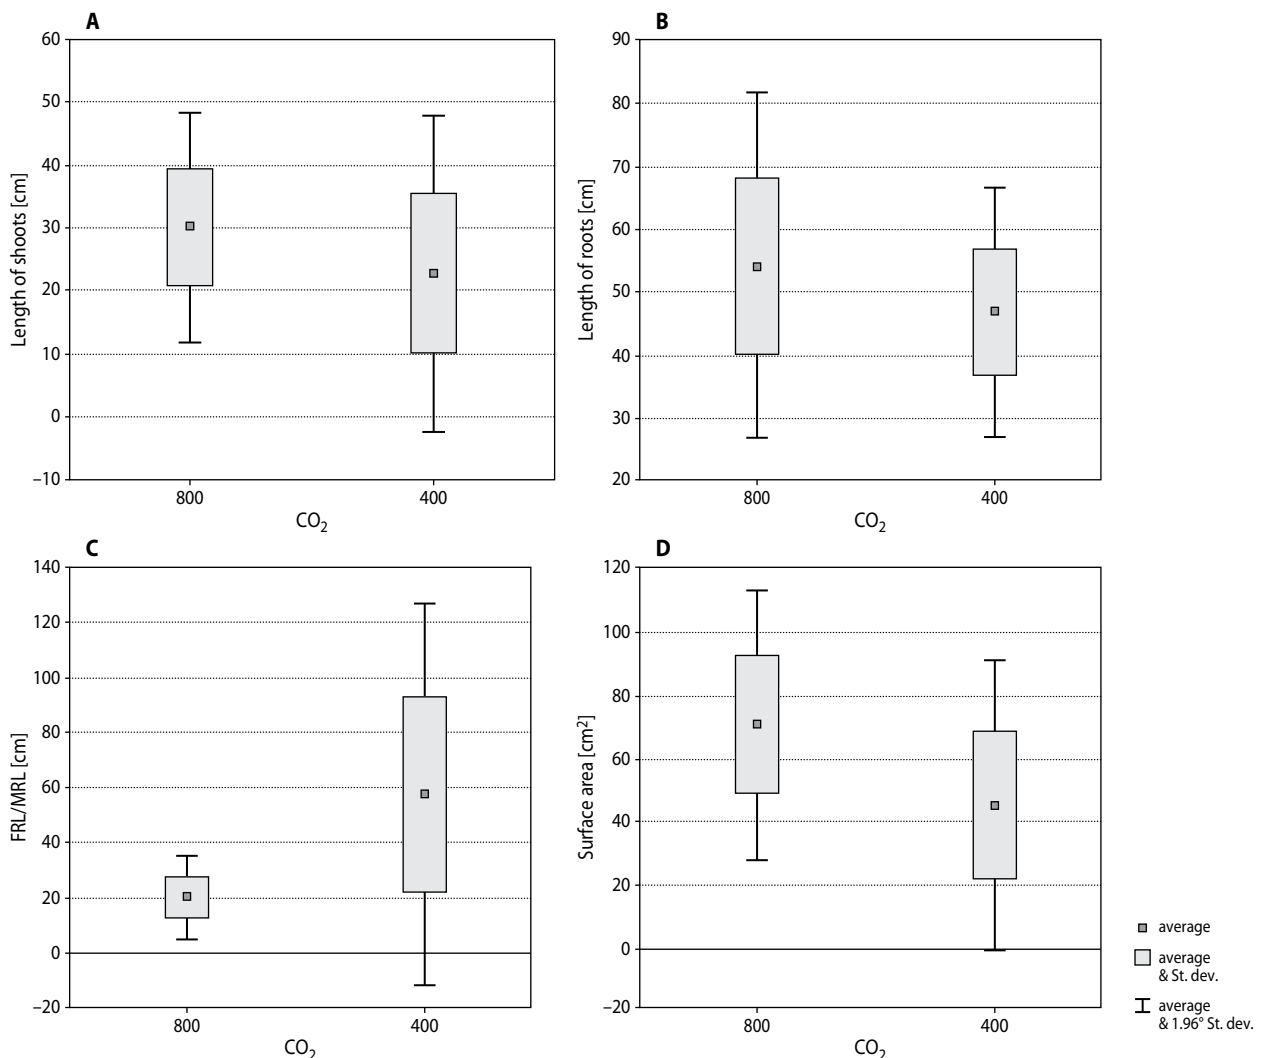 A
60
50
40
30
20
10
0
–10
Length of shoots [cm]
800
400
CO2
B
90
80
70
60
50
40
30
20
Length of roots [cm]
800
400
CO2
C
140
120
100
80
60
40
20
0
–20
FRL/MRL [cm]
800
400
CO2
D
120
100
80
60
40
20
0
–20
Surface area [cm2]
800
400
CO2
average
average
& St. dev.
average
& 1.96° St. dev.